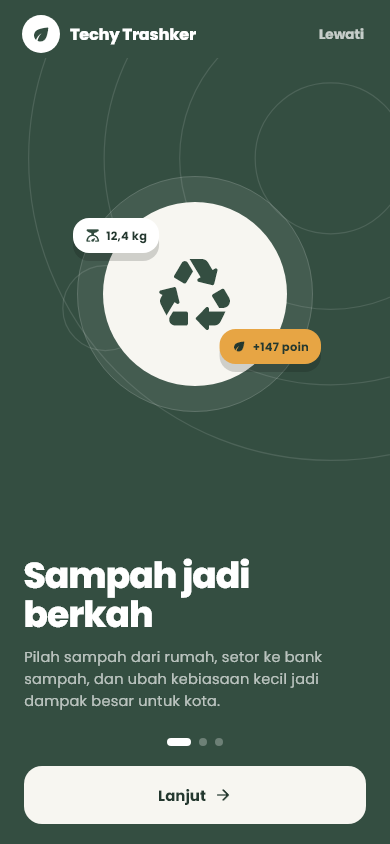 Techy Trashker
Lewati
12,4 kg
+147 poin
Sampah jadi
berkah
Pilah sampah dari rumah, setor ke bank
sampah, dan ubah kebiasaan kecil jadi
dampak besar untuk kota.
Lanjut →